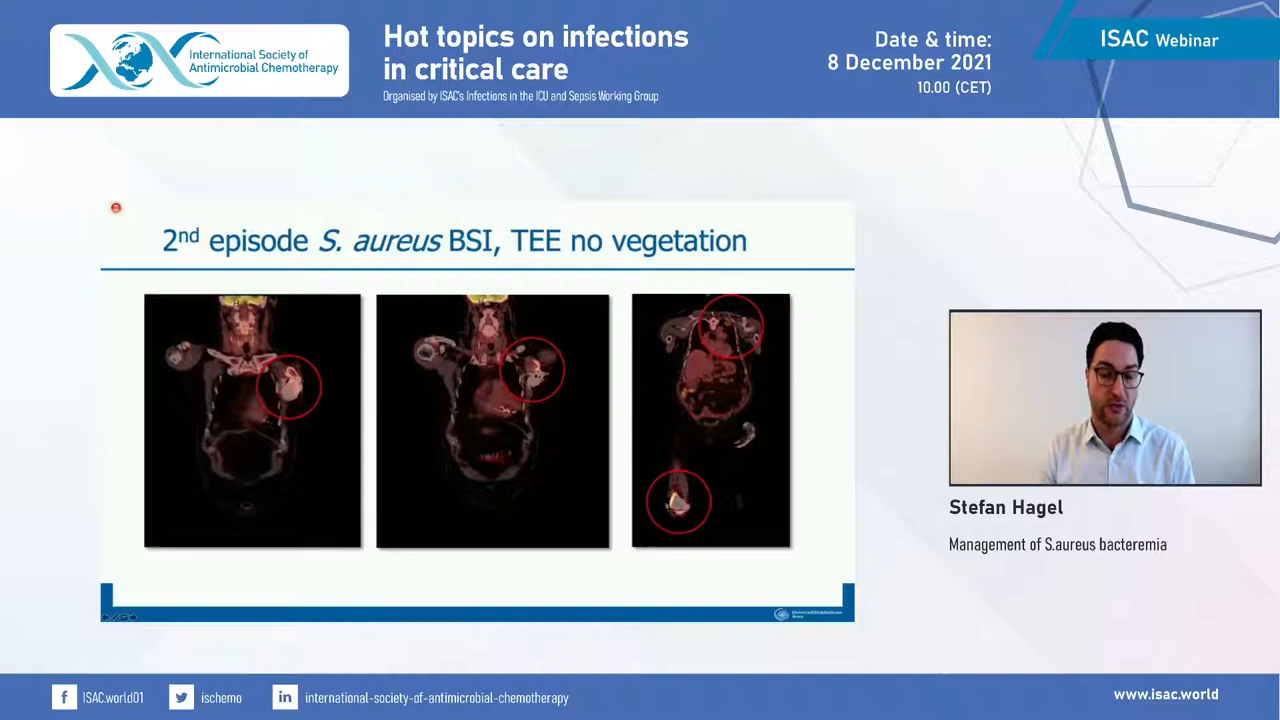 International Society of
Antimicrobial Chemotherapy
Hot topics on infections
in critical care
Organised by ISAC's Infections in the ICU and Sepsis Working Group
Date & time:
8 December 2021
10.00 (CET)
ISAC Webinar
2nd episode S. aureus BSI, TEE no vegetation
Stefan Hagel
Management of S.aureus bacteremia
ISAC.world01
ischemo
international-society-of-antimicrobial-chemotherapy
www.isac.world